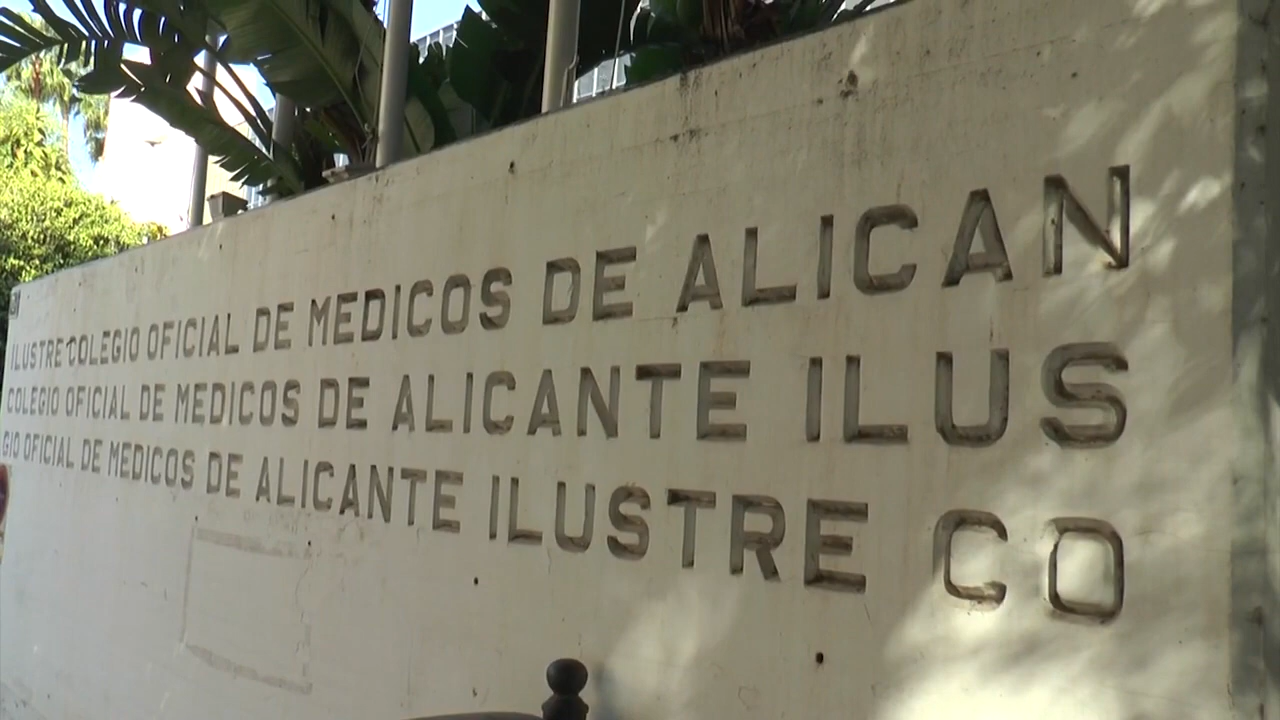 ILUSTRE COLEGIO OFICIAL DE MEDICOS DE ALICAN
COLEGIO OFICIAL DE MEDICOS DE ALICANTE ILUS
GIO OFICIAL DE MEDICOS DE ALICANTE ILUSTRE CO